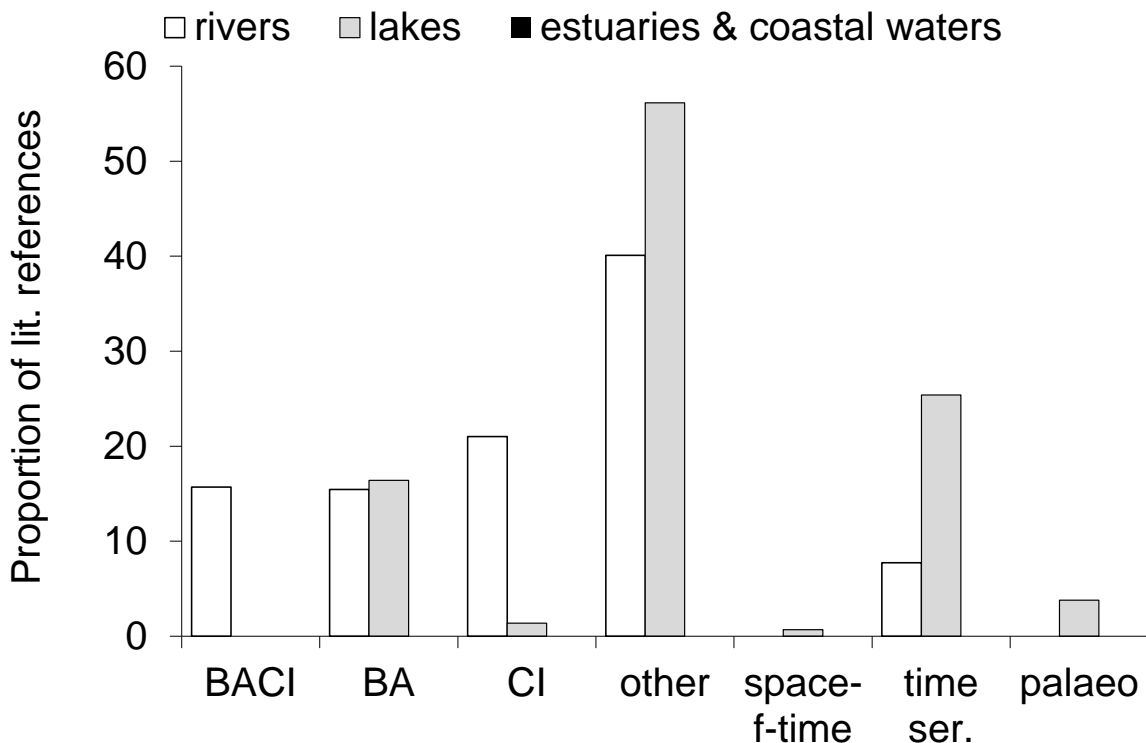 rivers lakes estuaries & coastal waters
Proportion of lit. references
60
50
40
30
20
10
0
BACI BA CI other space- time palaeo
f-time ser.